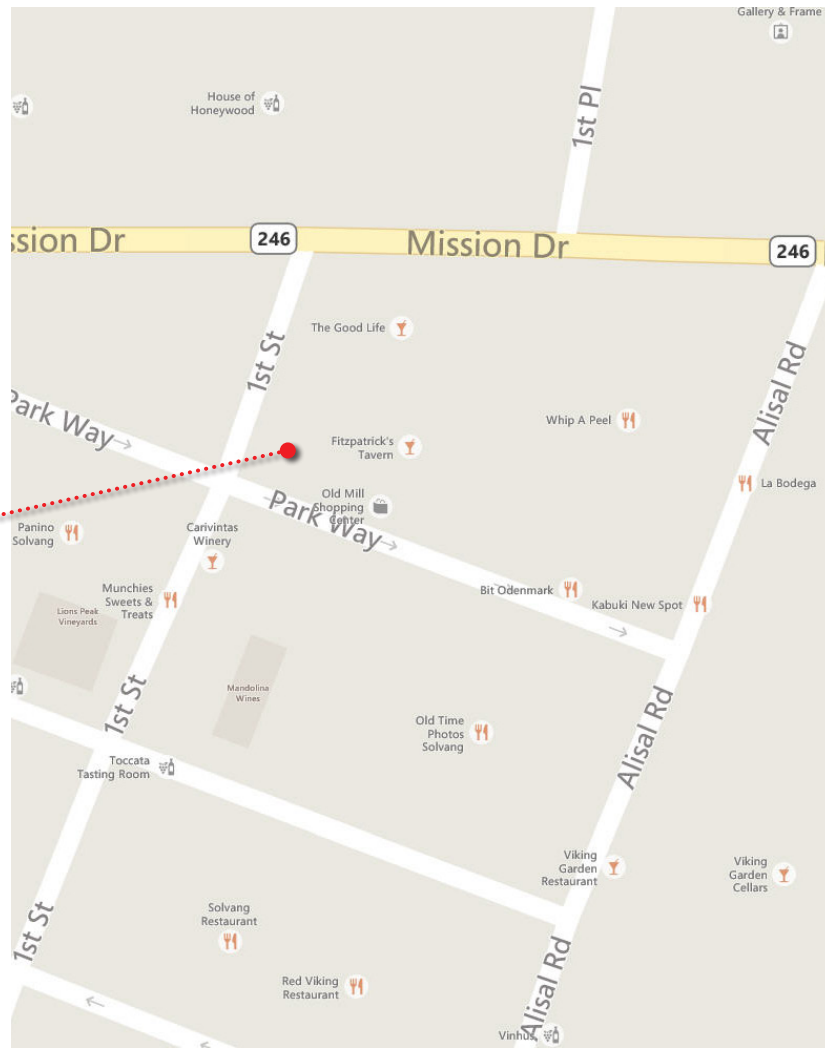 Gallery & Frame
House of
Honeywood
1st Pl
ssion Dr
246
Mission Dr
246
The Good Life
1st St
Alisal Rd
Park Way
Whip A Peel
Fitzpatrick's
Tavern
La Bodega
Old Mill
Shopping
Center
Park Way
Panino
Solvang
Carivintas
Winery
Munchies
Sweets &
Treats
Bit Odenmark
Kabuki New Spot
Lions Peak
Vineyards
Mandolina
Wines
1st St
Alisal Rd
Old Time
Photos
Solvang
Toccata
Tasting Room
Viking
Garden
Restaurant
Viking
Garden
Cellars
Solvang
Restaurant
1st St
Alisal Rd
Red Viking
Restaurant
Vinhus